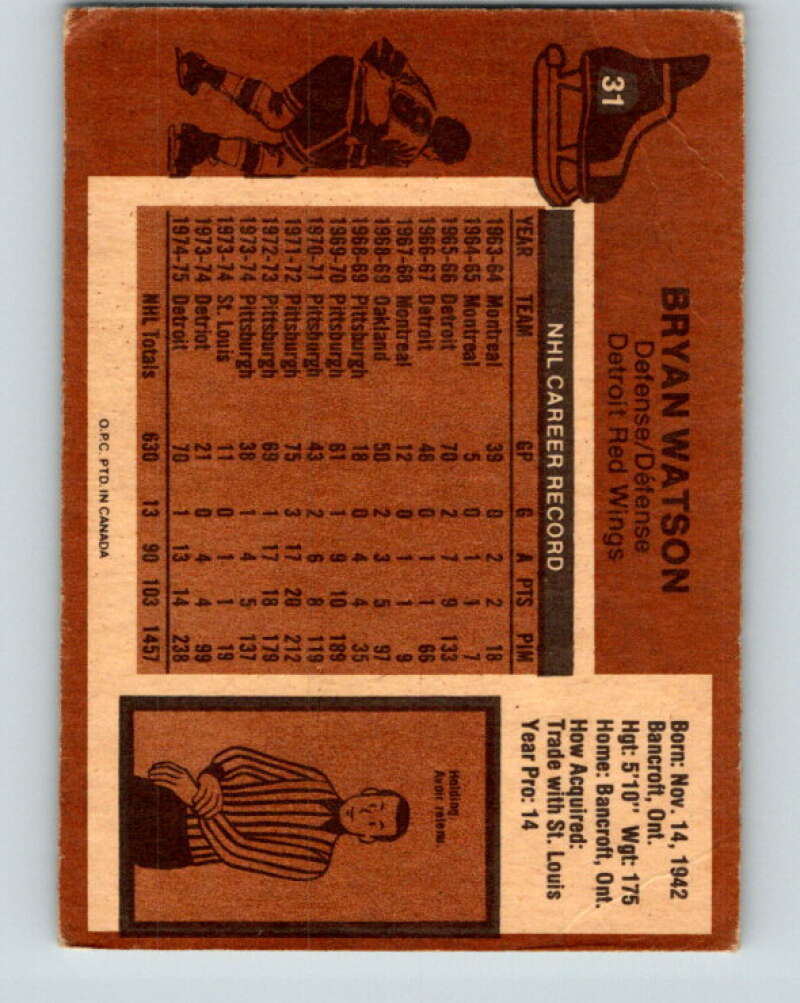 31
BRYAN WATSON
Defense/Défense
Detroit Red Wings
Born: Nov. 14, 1942
Bancroft, Ont.
Hgt: 5'10" Wgt: 175
Home: Bancroft, Ont.
How Acquired:
Trade with St. Louis
Year Pro: 14
NHL CAREER RECORD
YEAR TEAM GP G A PTS PIM
1963-64 Montreal 39 0 2 2 18
1964-65 Montreal 5 0 1 1 7
1965-66 Detroit 70 2 7 9 133
1966-67 Detroit 48 0 1 1 66
1967-68 Montreal 12 0 1 1 9
1968-69 Oakland 50 2 3 5 97
1968-69 Pittsburgh 18 0 4 4 35
1969-70 Pittsburgh 61 1 9 10 189
1970-71 Pittsburgh 43 2 6 8 119
1971-72 Pittsburgh 75 3 17 20 212
1972-73 Pittsburgh 69 1 17 18 179
1973-74 Pittsburgh 38 1 4 5 137
1973-74 St. Louis 11 0 1 1 19
1973-74 Detriot 21 0 4 4 99
1974-75 Detroit 70 1 13 14 238
NHL Totals 630 13 90 103 1457
Holding
Avoir retenu
O.P.C. PTD. IN CANADA